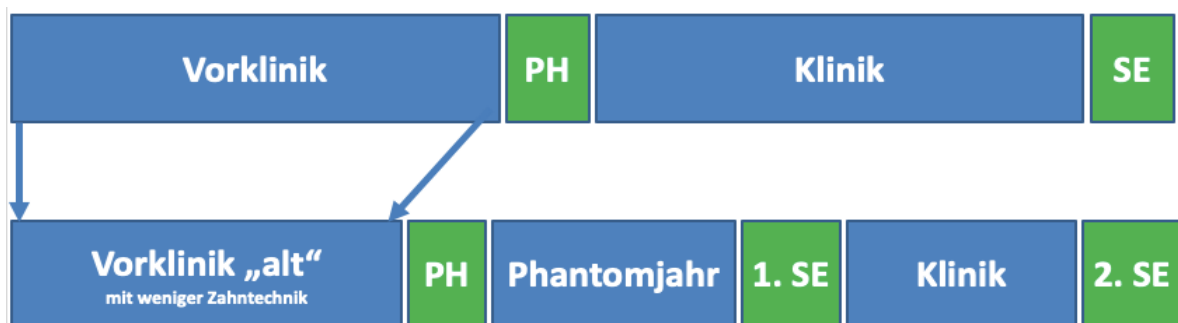 Vorklinik PH Klinik SE
Vorklinik „alt“ PH Phantomjahr 1. SE Klinik 2. SE
mit weniger Zahntechnik